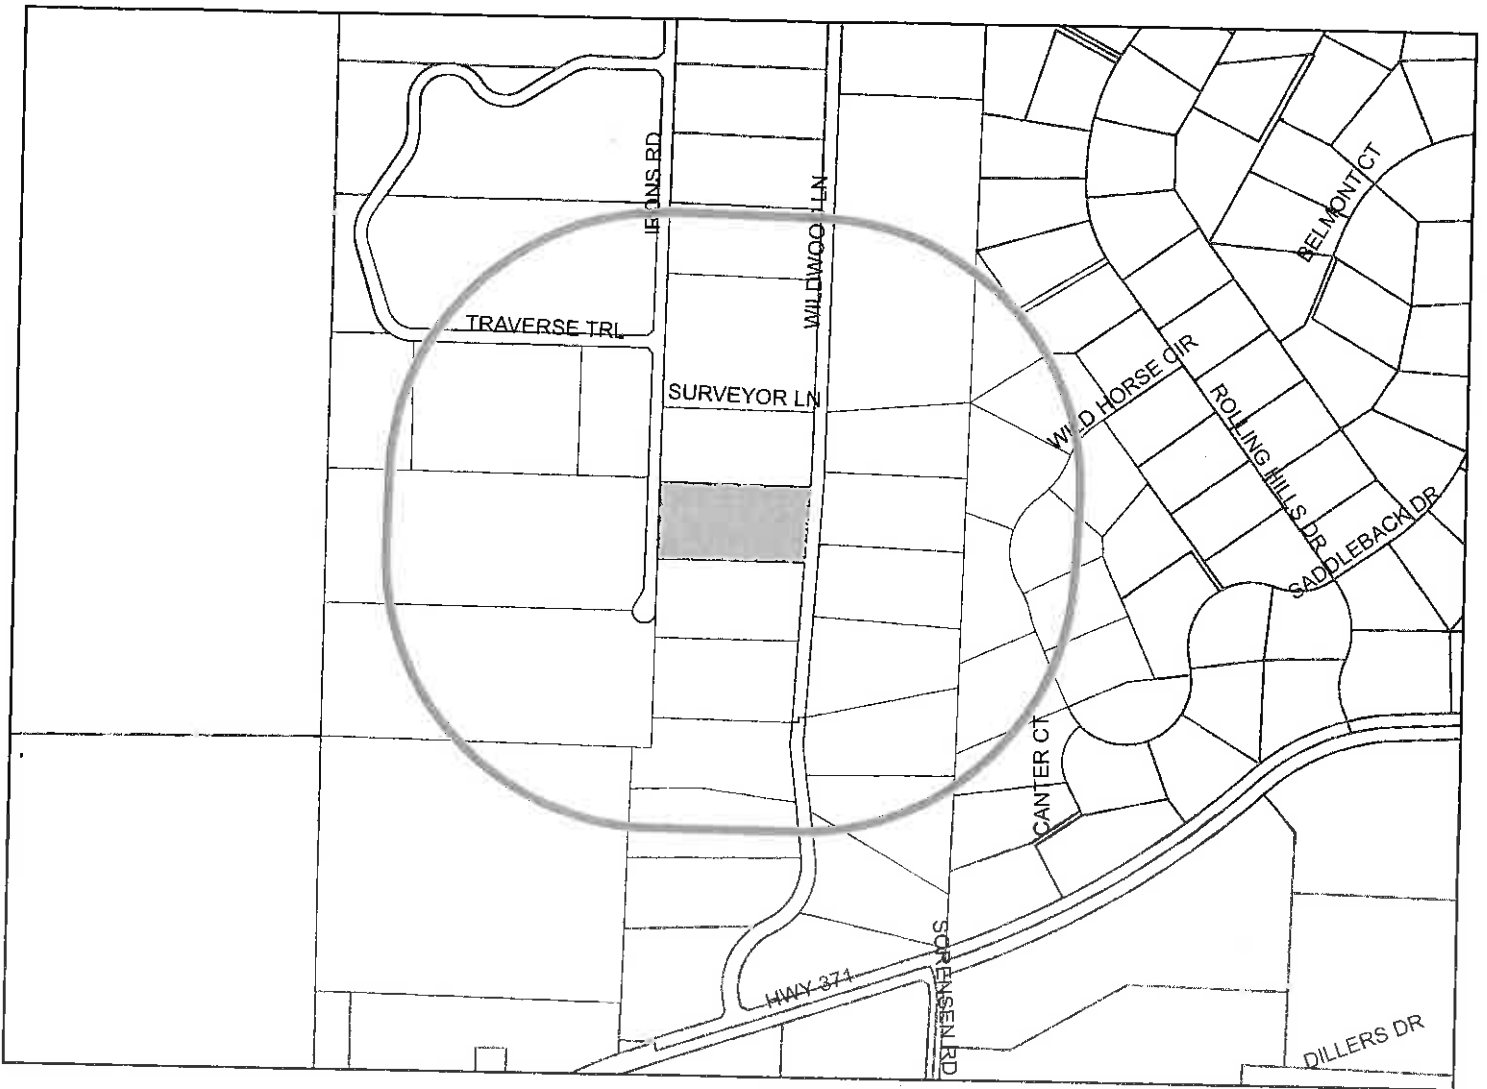 IRONS RD
WILDWOOD LN
BELMONT CT
TRAVERSE TRL
SURVEYOR LN
WILD HORSE CIR
ROLLING HILLS DR
SADDLEBACK DR
CANTER CT
HWY 371
SORENSEN RD
DILLERS DR